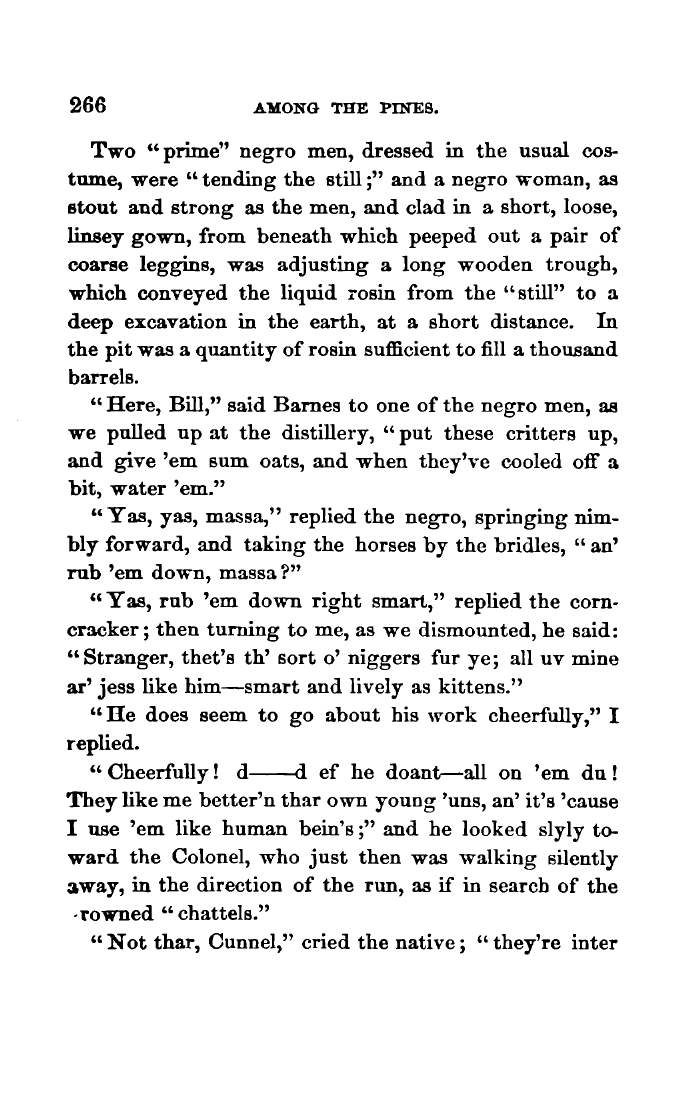 266 AMONG THE PINES.
Two “prime” negro men, dressed in the usual cos-
tume, were “tending the still;” and a negro woman, as
stout and strong as the men, and clad in a short, loose,
linsey gown, from beneath which peeped out a pair of
coarse leggins, was adjusting a long wooden trough,
which conveyed the liquid rosin from the “still” to a
deep excavation in the earth, at a short distance. In
the pit was a quantity of rosin sufficient to fill a thousand
barrels.
“Here, Bill,” said Barnes to one of the negro men, as
we pulled up at the distillery, “put these critters up,
and give ’em sum oats, and when they’ve cooled off a
bit, water ’em.”
“Yas, yas, massa,” replied the negro, springing nim-
bly forward, and taking the horses by the bridles, “an’
rub ’em down, massa?”
“Yas, rub ’em down right smart,” replied the corn-
cracker; then turning to me, as we dismounted, he said:
“Stranger, thet’s th’ sort o’ niggers fur ye; all uv mine
ar’ jess like him—smart and lively as kittens.”
“He does seem to go about his work cheerfully,” I
replied.
“Cheerfully! d——d ef he doant—all on ’em du!
They like me better’n thar own young ’uns, an’ it’s ’cause
I use ’em like human bein’s;” and he looked slyly to-
ward the Colonel, who just then was walking silently
away, in the direction of the run, as if in search of the
rowned “chattels.”
“Not thar, Cunnel,” cried the native; “they’re inter